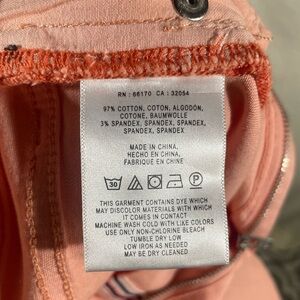 RN : 66170 CA : 32054
97% COTTON, COTON, ALGODON,
COTONE, BAUMWOLLE
3% SPANDEX, SPANDEX, SPANDEX,
SPANDEX, SPANDEX
MADE IN CHINA,
HECHO EN CHINA,
FABRIQUE EN CHINE
30 P
THIS GARMENT CONTAINS DYE WHICH
MAY DISCOLOR MATERIALS WITH WHICH
IT COMES IN CONTACT
MACHINE WASH COLD WITH LIKE COLORS
USE ONLY NON-CHLORINE BLEACH
TUMBLE DRY LOW
LOW IRON AS NEEDED
MAY BE DRY CLEANED